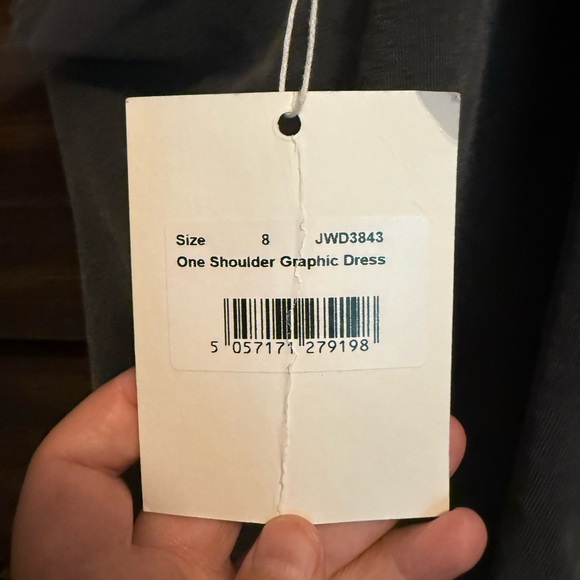 Size 8 JWD3843
One Shoulder Graphic Dress
5 057171 279198